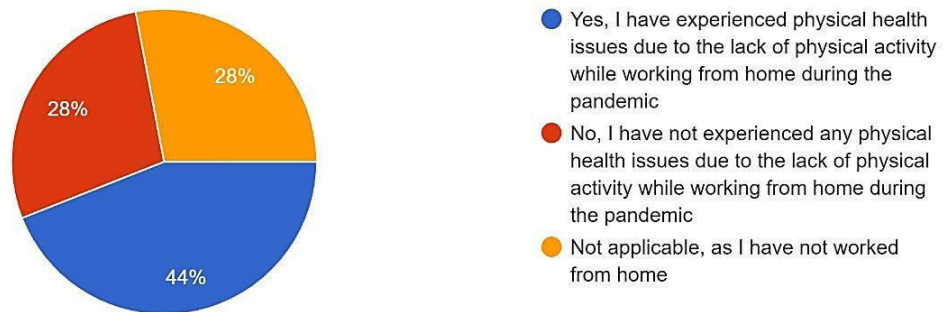 28%
28%
44%
Yes, I have experienced physical health
issues due to the lack of physical activity
while working from home during the
pandemic
No, I have not experienced any physical
health issues due to the lack of physical
activity while working from home during
the pandemic
Not applicable, as I have not worked
from home